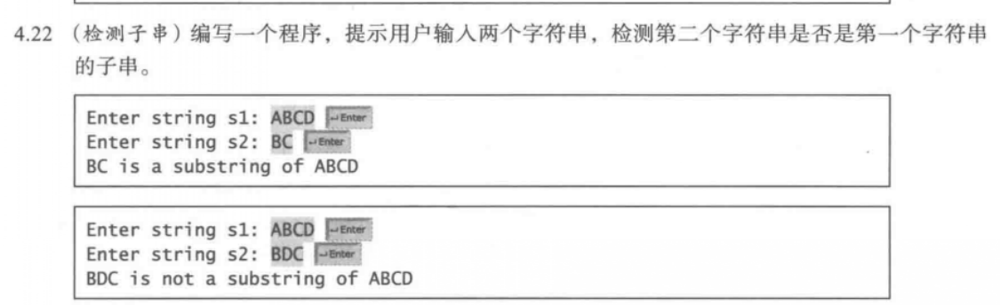 4.22 （检测子串）编写一个程序，提示用户输入两个字符串，检测第二个字符串是否是第一个字符串
的子串。
Enter string s1: ABCD ↵Enter
Enter string s2: BC ↵Enter
BC is a substring of ABCD
Enter string s1: ABCD ↵Enter
Enter string s2: BDC ↵Enter
BDC is not a substring of ABCD